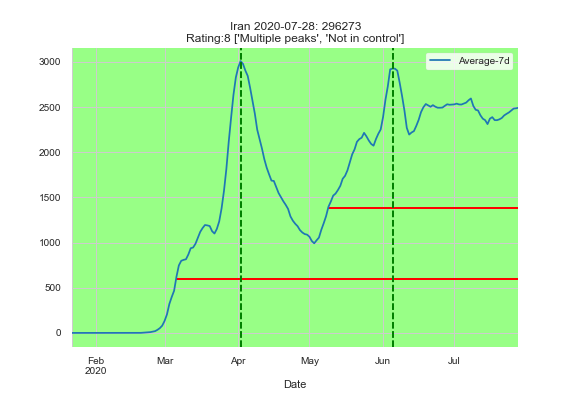 Iran 2020-07-28: 296273
Rating:8 ['Multiple peaks', 'Not in control']
Average-7d
3000
2500
2000
1500
1000
500
0
Feb Mar Apr May Jun Jul
2020
Date